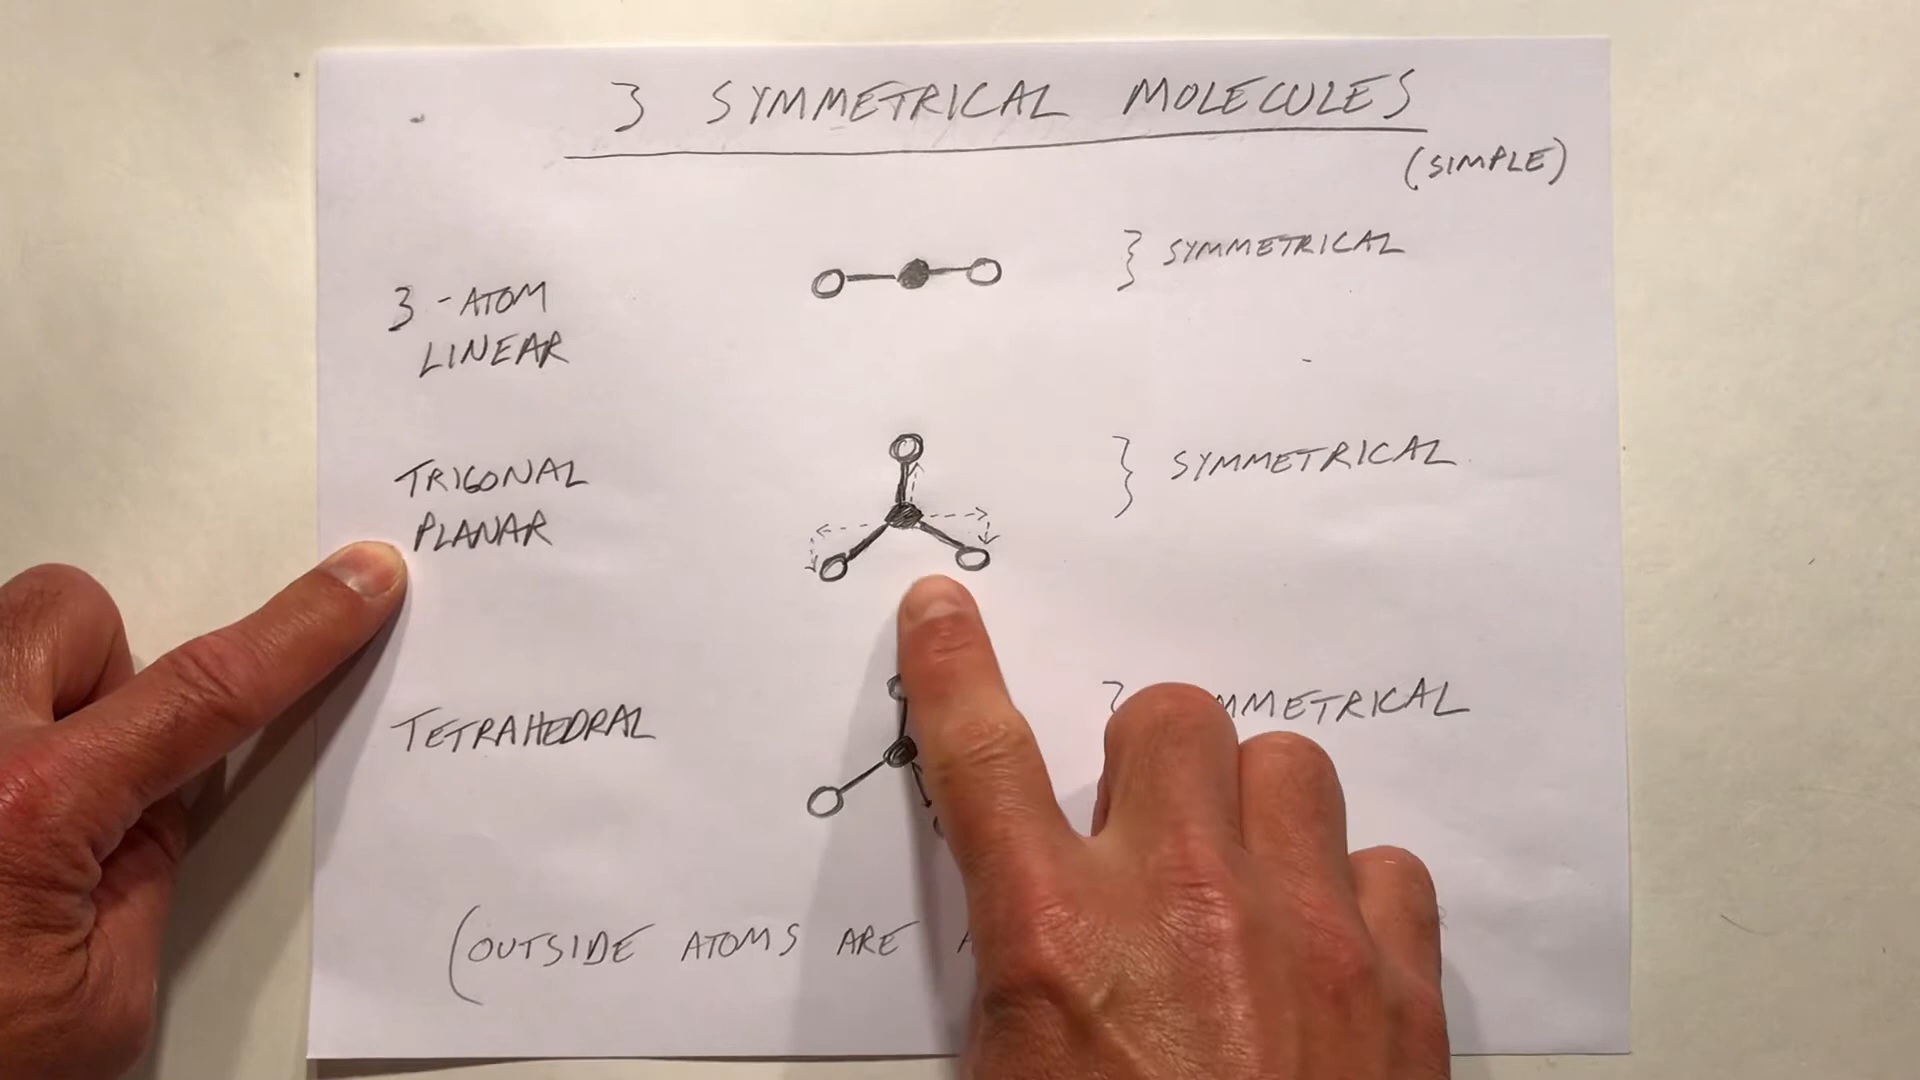 3 SYMMETRICAL MOLECULES
(SIMPLE)
3-ATOM
LINEAR
} SYMMETRICAL
TRIGONAL
PLANAR
} SYMMETRICAL
TETRAHEDRAL
} MMETRICAL
(OUTSIDE ATOMS ARE